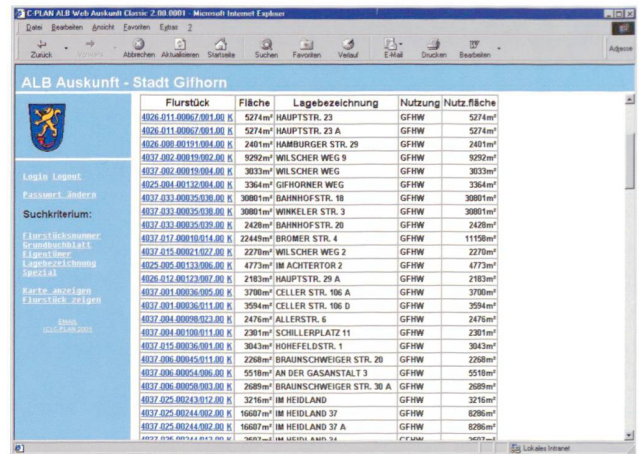 C-PLAN ALB Web Auskunft Classic 2.00.0001 - Microsoft Internet Explorer
Datei Bearbeiten Ansicht Favoriten Extras ?
Zurück Abbrechen Aktualisieren Startseite Suchen Favoriten Verlauf E-Mail Drucken Bearbeiten Adresse
ALB Auskunft - Stadt Gifhorn
Login Logout
Passwort ändern
Suchkriterium:
Flurstücksnummer
Grundbuchblatt
Eigentümer
Lagebezeichnung
Spezial
Karte anzeigen
Flurstück zeigen
EMAIL
(C) C-PLAN 2001
Flurstück Fläche Lagebezeichnung Nutzung Nutz.fläche
4026-011-00067/001.00 K 5274m² HAUPTSTR. 23 GFHW 5274m²
4026-011-00067/001.00 K 5274m² HAUPTSTR. 23 A GFHW 5274m²
4026-008-00191/004.00 K 2401m² HAMBURGER STR. 29 GFHW 2401m²
4037-002-00019/002.00 K 9292m² WILSCHER WEG 9 GFHW 9292m²
4037-002-00019/004.00 K 3033m² WILSCHER WEG GFHW 3033m²
4025-004-00132/004.00 K 3364m² GIFHORNER WEG GFHW 3364m²
4037-033-00035/038.00 K 30801m² BAHNHOFSTR. 18 GFHW 30801m²
4037-033-00035/038.00 K 30801m² WINKELER STR. 3 GFHW 30801m²
4037-033-00035/039.00 K 2428m² BAHNHOFSTR. 20 GFHW 2428m²
4037-017-00010/014.00 K 22449m² BROMER STR. 4 GFHW 11158m²
4037-015-00021/027.00 K 2270m² WILSCHER WEG 2 GFHW 2270m²
4025-005-00133/006.00 K 4773m² IM ACHTERTOR 2 GFHW 4773m²
4026-012-00123/007.00 K 2183m² HAUPTSTR. 29 A GFHW 2183m²
4037-001-00036/005.00 K 3700m² CELLER STR. 106 A GFHW 3700m²
4037-001-00036/011.00 K 3594m² CELLER STR. 106 D GFHW 3594m²
4037-004-00098/023.00 K 2476m² ALLERSTR. 6 GFHW 2476m²
4037-004-00100/011.00 K 2301m² SCHILLERPLATZ 11 GFHW 2301m²
4037-015-00036/001.00 K 3043m² HOHEFELDSTR. 1 GFHW 3043m²
4037-006-00045/011.00 K 2268m² BRAUNSCHWEIGER STR. 20 GFHW 2268m²
4037-006-00054/006.00 K 5518m² AN DER GASANSTALT 3 GFHW 5518m²
4037-006-00058/003.00 K 2689m² BRAUNSCHWEIGER STR. 30 A GFHW 2689m²
4037-025-00243/012.00 K 3216m² IM HEIDLAND GFHW 3216m²
4037-025-00244/002.00 K 16607m² IM HEIDLAND 37 GFHW 8286m²
4037-025-00244/002.00 K 16607m² IM HEIDLAND 37 A GFHW 8286m²
Lokales Intranet